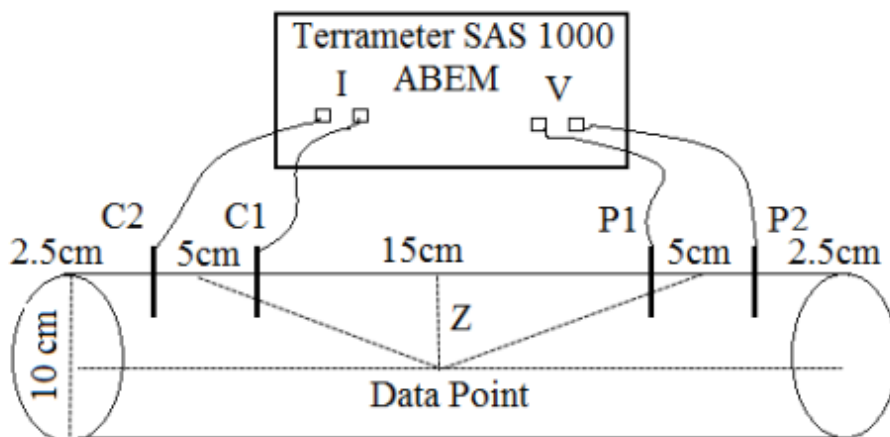 Terrameter SAS 1000
I ABEM V
C2 C1 P1 P2
2.5cm 5cm 15cm 5cm 2.5cm
Z
10 cm
Data Point